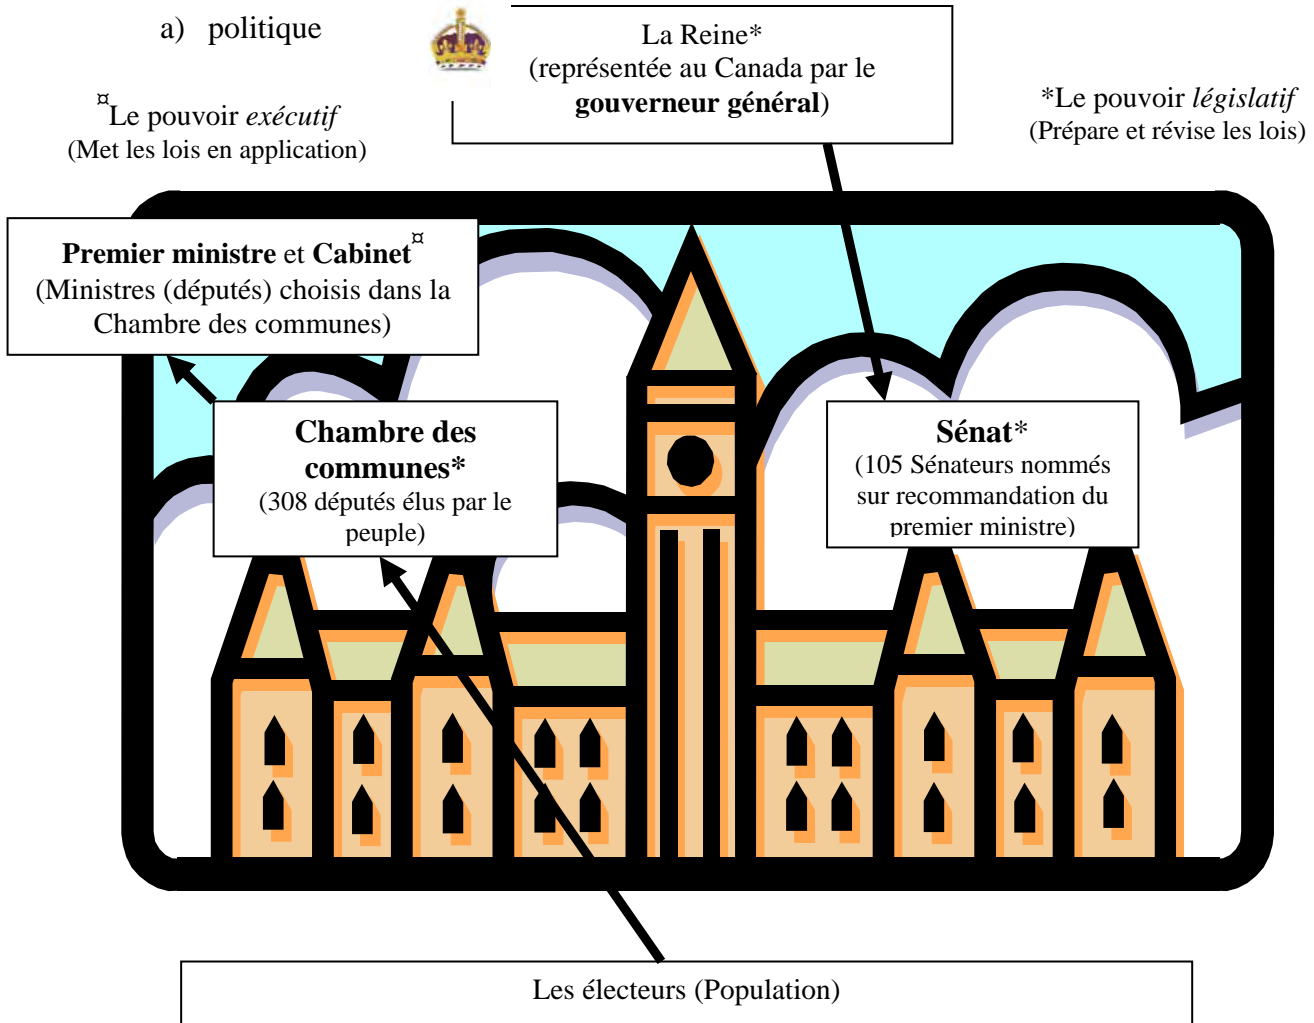 a) politique
La Reine*
(représentée au Canada par le
gouverneur général)
¤Le pouvoir exécutif
(Met les lois en application)
*Le pouvoir législatif
(Prépare et révise les lois)
Premier ministre et Cabinet¤
(Ministres (députés) choisis dans la
Chambre des communes)
Chambre des
communes*
(308 députés élus par le
peuple)
Sénat*
(105 Sénateurs nommés
sur recommandation du
premier ministre)
Les électeurs (Population)